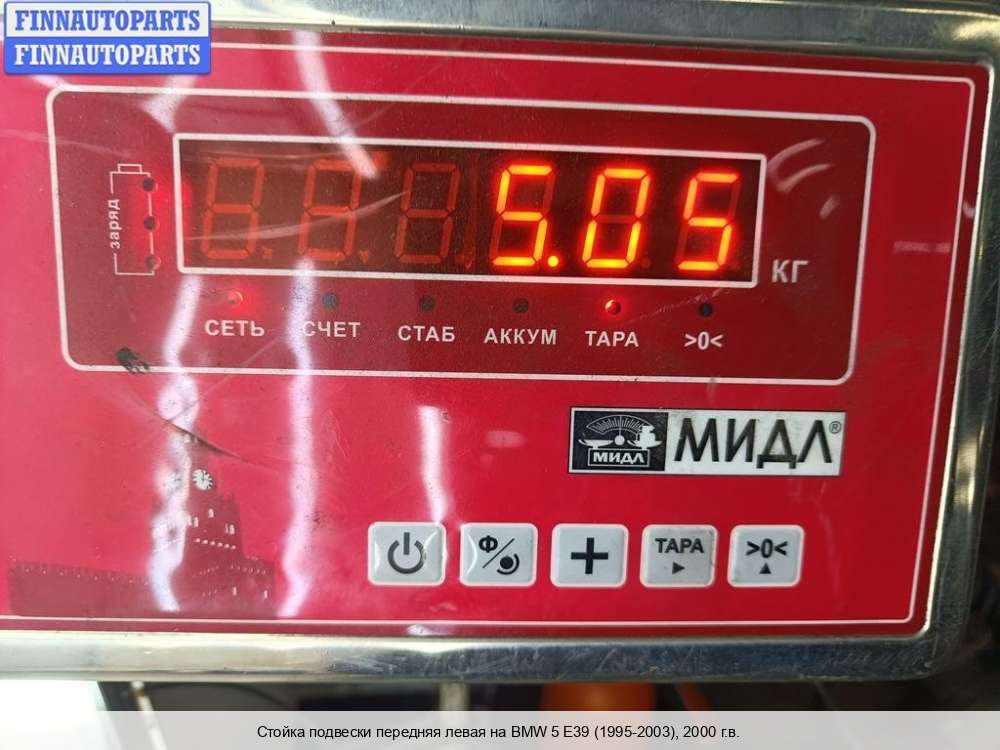 FINNAUTOPARTS
FINNAUTOPARTS
заряд
5.05
КГ
СЕТЬ СЧЕТ СТАБ АККУМ ТАРА >0<
МИДЛ МИДЛ®
Ф ТАРА >0<
Стойка подвески передняя левая на BMW 5 E39 (1995-2003), 2000 г.в.